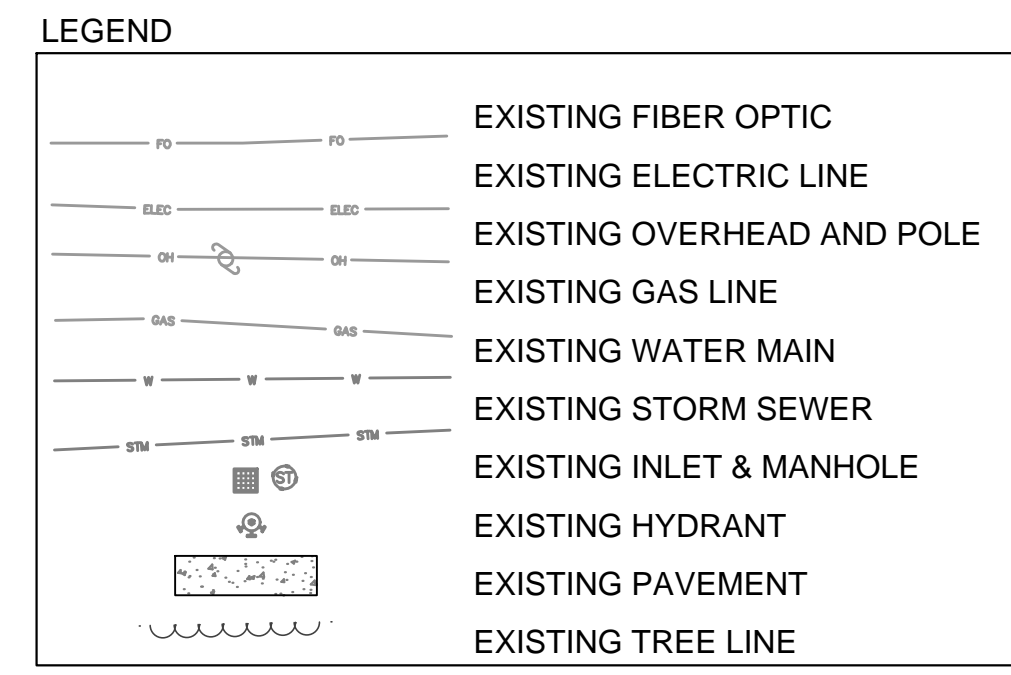 LEGEND
FO FO EXISTING FIBER OPTIC
ELEC ELEC EXISTING ELECTRIC LINE
OH OH EXISTING OVERHEAD AND POLE
GAS GAS EXISTING GAS LINE
W W W EXISTING WATER MAIN
STM STM STM EXISTING STORM SEWER
ST EXISTING INLET & MANHOLE
EXISTING HYDRANT
EXISTING PAVEMENT
EXISTING TREE LINE